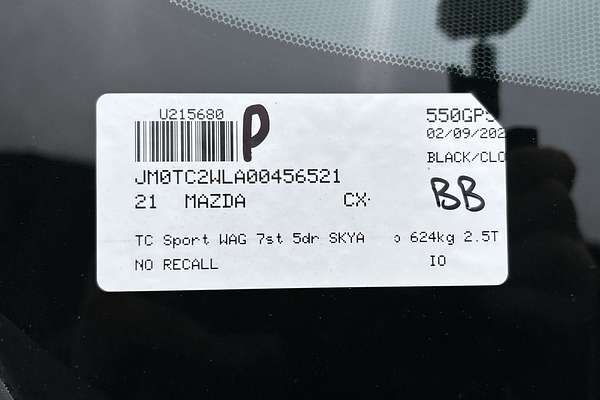 U215680 P 550GPS
02/09/202
BLACK/CLO
JM0TC2WLA00456521
21 MAZDA CX- BB
TC Sport WAG 7st 5dr SKYA o 624kg 2.5T
NO RECALL IO